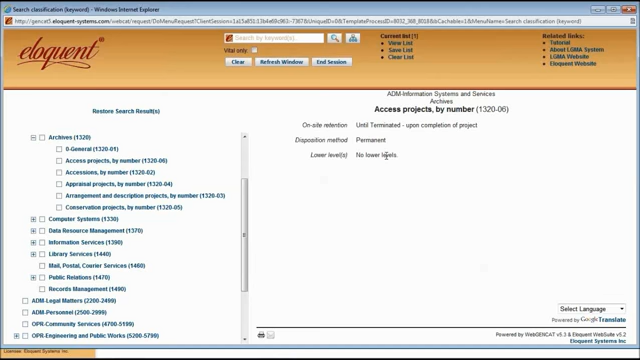 Search classification [keyword] - Windows Internet Explorer
eloquent
Search by keyword(s)
Vital only:
Clear
Refresh Window
End Session
Current list (1)
View List
Save List
Clear List
Related links:
Tutorial
About LGMA System
LGMA Website
Eloquent Website
Restore Search Result(s)
Archives (1320)
0-General (1320-01)
Access projects, by number (1320-06)
Accessions, by number (1320-02)
Appraisal projects, by number (1320-04)
Arrangement and description projects, by number (1320-03)
Conservation projects, by number (1320-05)
Computer Systems (1330)
Data Resource Management (1370)
Information Services (1390)
Library Services (1440)
Mail, Postal, Courier Services (1460)
Public Relations (1470)
Records Management (1490)
ADM-Legal Matters (2200-2499)
ADM-Personnel (2500-2999)
OPR-Community Services (4700-5199)
OPR-Engineering and Public Works (5200-5799)
ADM-Information Systems and Services
Archives
Access projects, by number (1320-06)
On-site retention Until Terminated - upon completion of project
Disposition method Permanent
Lower level(s) No lower levels.
Select Language
Powered by Google Translate
Powered by WebGENCAT v5.3 & Eloquent WebSuite v5.2
Eloquent Systems Inc
Licensee: Eloquent Systems Inc